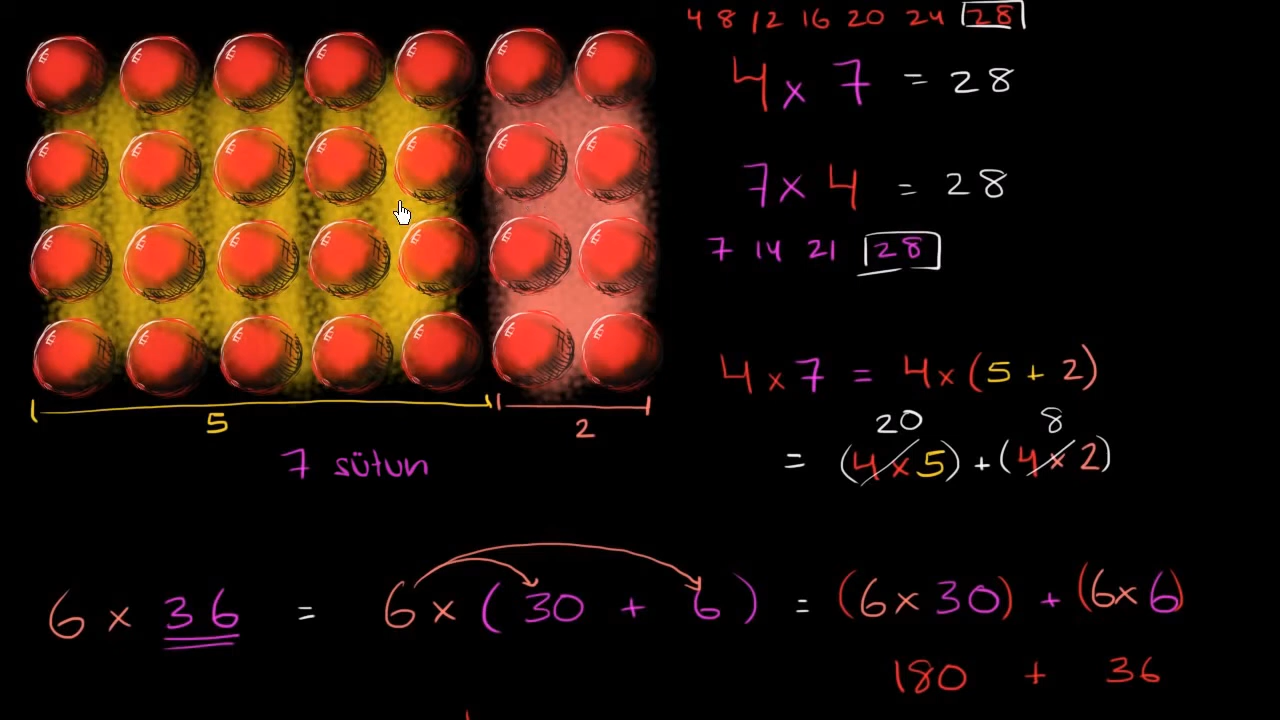 4 8 12 16 20 24 28
4 x 7 = 28
7 x 4 = 28
7 14 21 28
5 2
7 sütun
4 x 7 = 4 x (5 + 2)
20 8
= (4 x 5) + (4 x 2)
6 x 36 = 6 x (30 + 6) = (6 x 30) + (6 x 6)
180 + 36